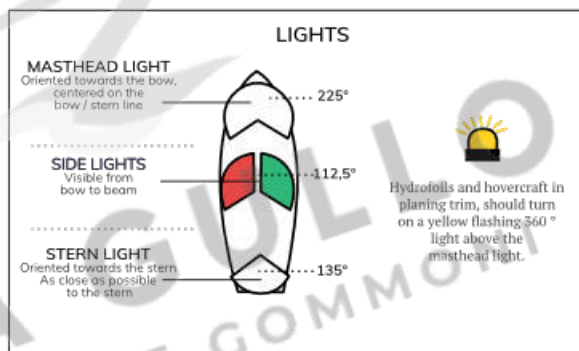 LIGHTS
MASTHEAD LIGHT
Oriented towards the bow,
centered on the
bow / stern line
225°
SIDE LIGHTS
Visible from
bow to beam
112,5°
STERN LIGHT
Oriented towards the stern
As close as possible
to the stern
135°
Hydrofoils and hovercraft in
planing trim, should turn
on a yellow flashing 360 °
light above the
masthead light.
GULLO
GOMMONI